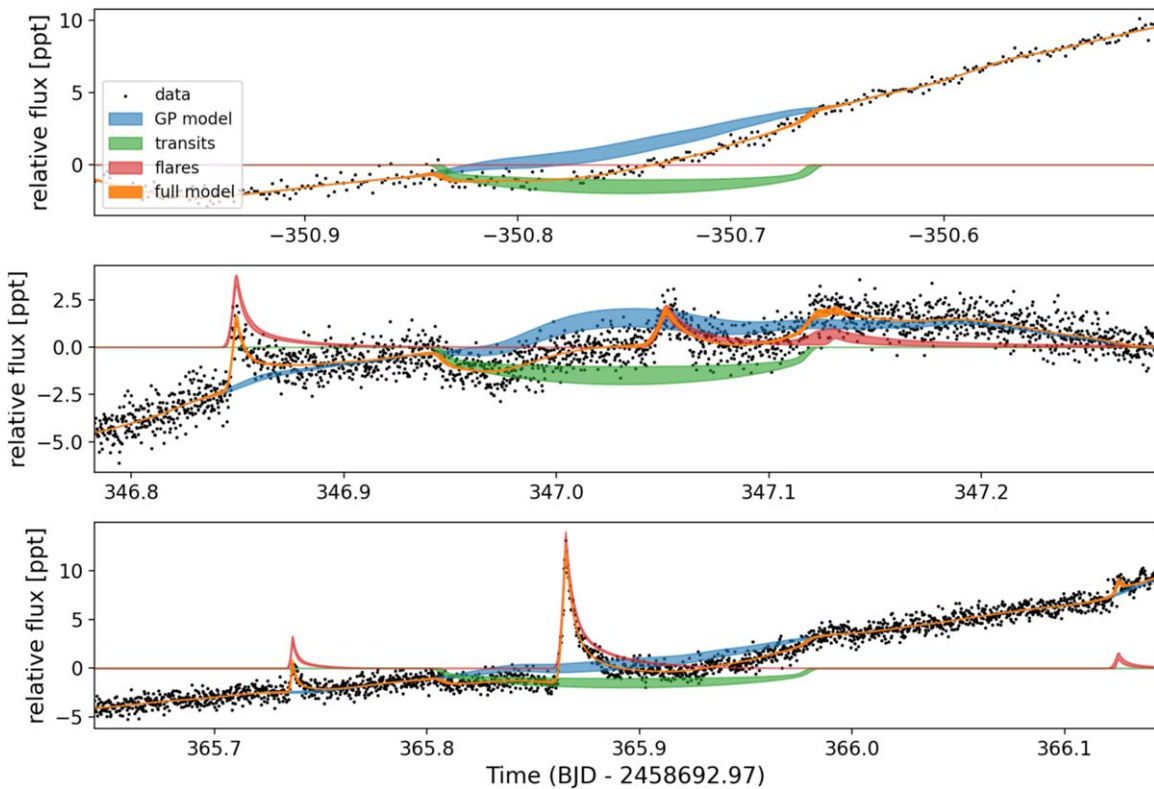 relative flux [ppt]
10
5
0
data
GP model
transits
flares
full model
−350.9
−350.8
−350.7
−350.6
relative flux [ppt]
2.5
0.0
−2.5
−5.0
346.8
346.9
347.0
347.1
347.2
relative flux [ppt]
10
5
0
−5
365.7
365.8
365.9
366.0
366.1
Time (BJD - 2458692.97)